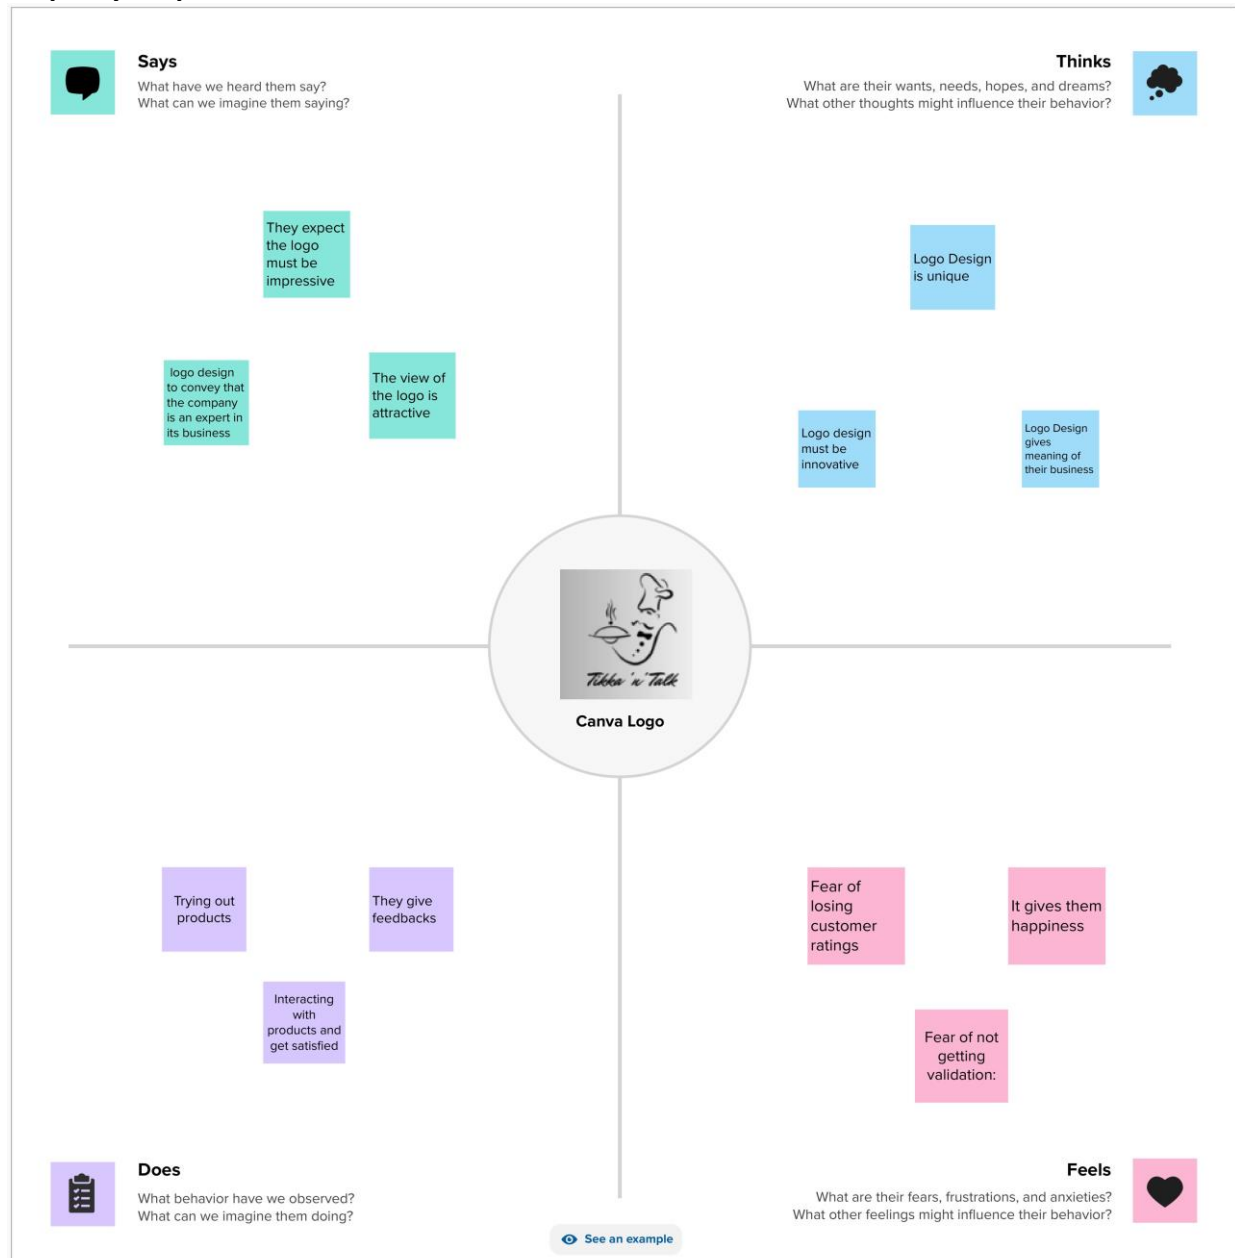 Says
What have we heard them say?
What can we imagine them saying?
Thinks
What are their wants, needs, hopes, and dreams?
What other thoughts might influence their behavior?
They expect
the logo
must be
impressive
logo design
to convey that
the company
is an expert in
its business
The view of
the logo is
attractive
Logo Design
is unique
Logo design
must be
innovative
Logo Design
gives
meaning of
their business
Tikka 'n' Talk
Canva Logo
Trying out
products
They give
feedbacks
Interacting
with
products and
get satisfied
Fear of
losing
customer
ratings
It gives them
happiness
Fear of not
getting
validation:
Does
What behavior have we observed?
What can we imagine them doing?
Feels
What are their fears, frustrations, and anxieties?
What other feelings might influence their behavior?
See an example